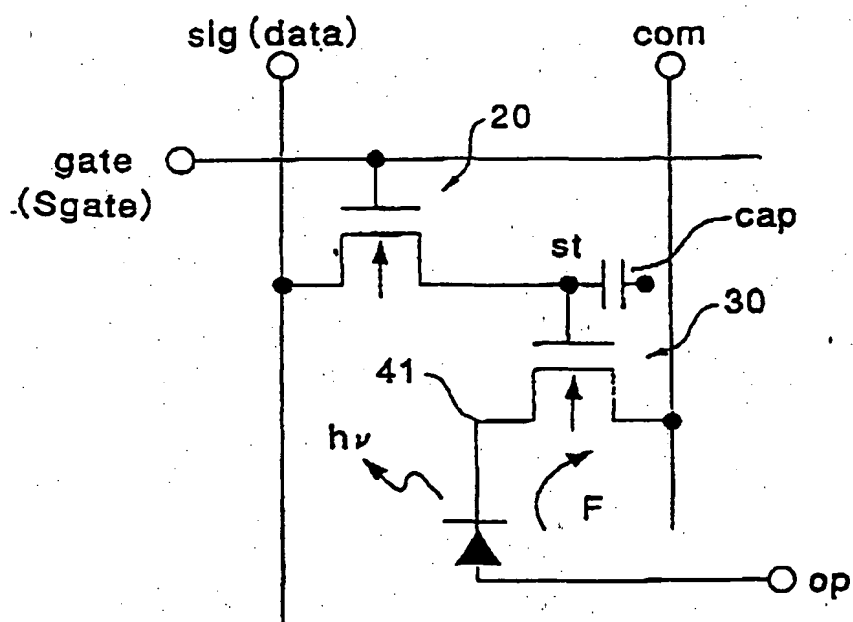 sig (data)
com
20
gate
(Sgate)
st
cap
30
41
hν
F
op